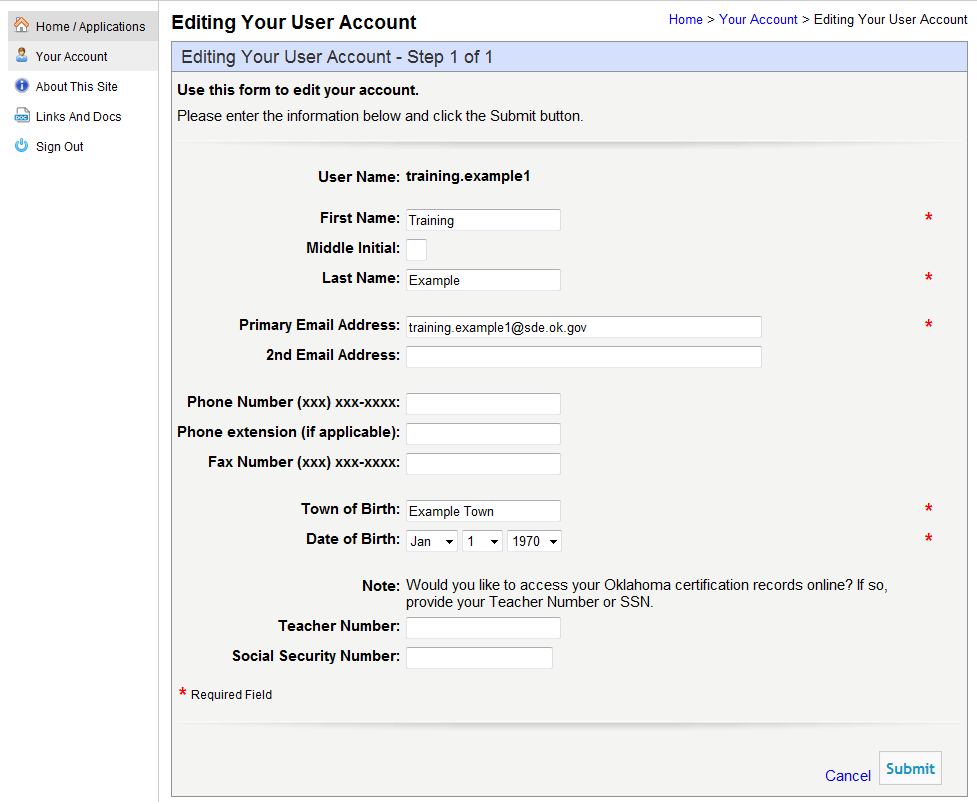 Home / Applications
Your Account
About This Site
Links And Docs
Sign Out
Editing Your User Account
Home > Your Account > Editing Your User Account
Editing Your User Account - Step 1 of 1
Use this form to edit your account.
Please enter the information below and click the Submit button.
User Name: training.example1
First Name: Training *
Middle Initial:
Last Name: Example *
Primary Email Address: training.example1@sde.ok.gov *
2nd Email Address:
Phone Number (xxx) xxx-xxxx:
Phone extension (if applicable):
Fax Number (xxx) xxx-xxxx:
Town of Birth: Example Town *
Date of Birth: Jan 1 1970 *
Note: Would you like to access your Oklahoma certification records online? If so,
provide your Teacher Number or SSN.
Teacher Number:
Social Security Number:
* Required Field
Cancel Submit